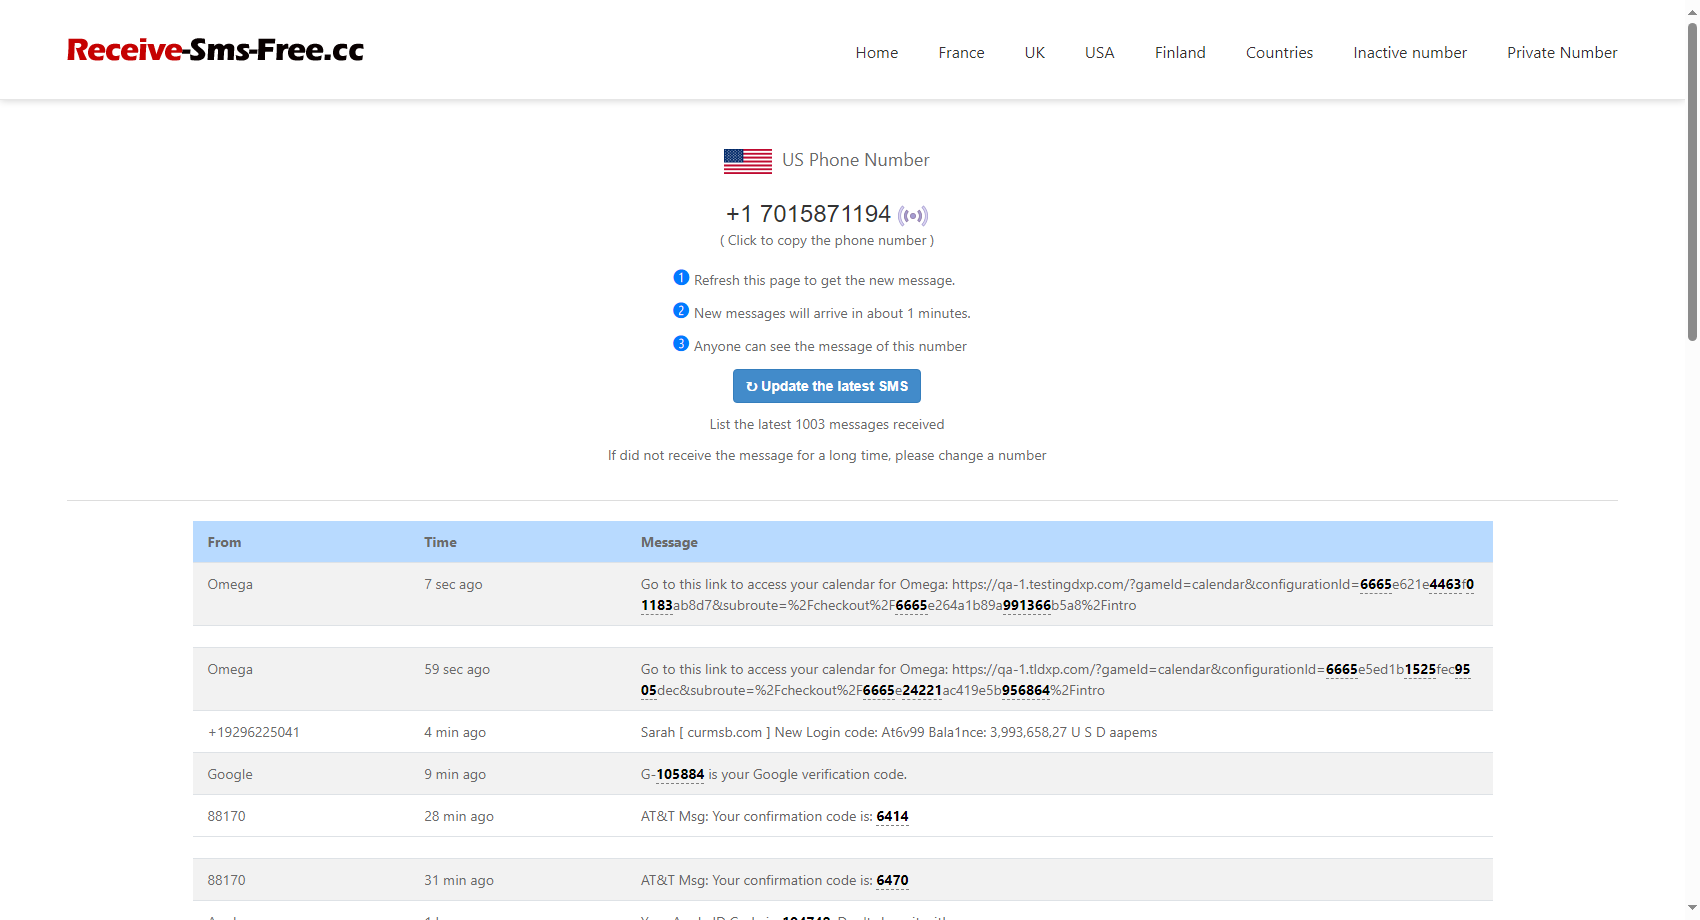 Receive-Sms-Free.cc
Home France UK USA Finland Countries Inactive number Private Number
US Phone Number
+1 7015871194
( Click to copy the phone number )
1 Refresh this page to get the new message.
2 New messages will arrive in about 1 minutes.
3 Anyone can see the message of this number
↻ Update the latest SMS
List the latest 1003 messages received
If did not receive the message for a long time, please change a number
From Time Message
Omega 7 sec ago Go to this link to access your calendar for Omega: https://qa-1.testingdxp.com/?gameId=calendar&configurationId=6665e621e4463f0
1183ab8d7&subroute=%2Fcheckout%2F6665e264a1b89a991366b5a8%2Fintro
Omega 59 sec ago Go to this link to access your calendar for Omega: https://qa-1.tldxp.com/?gameId=calendar&configurationId=6665e5ed1b1525fec95
05dec&subroute=%2Fcheckout%2F6665e24221ac419e5b956864%2Fintro
+19296225041 4 min ago Sarah [ curmsb.com ] New Login code: At6v99 Bala1nce: 3,993,658,27 U S D aapems
Google 9 min ago G-105884 is your Google verification code.
88170 28 min ago AT&T Msg: Your confirmation code is: 6414
88170 31 min ago AT&T Msg: Your confirmation code is: 6470